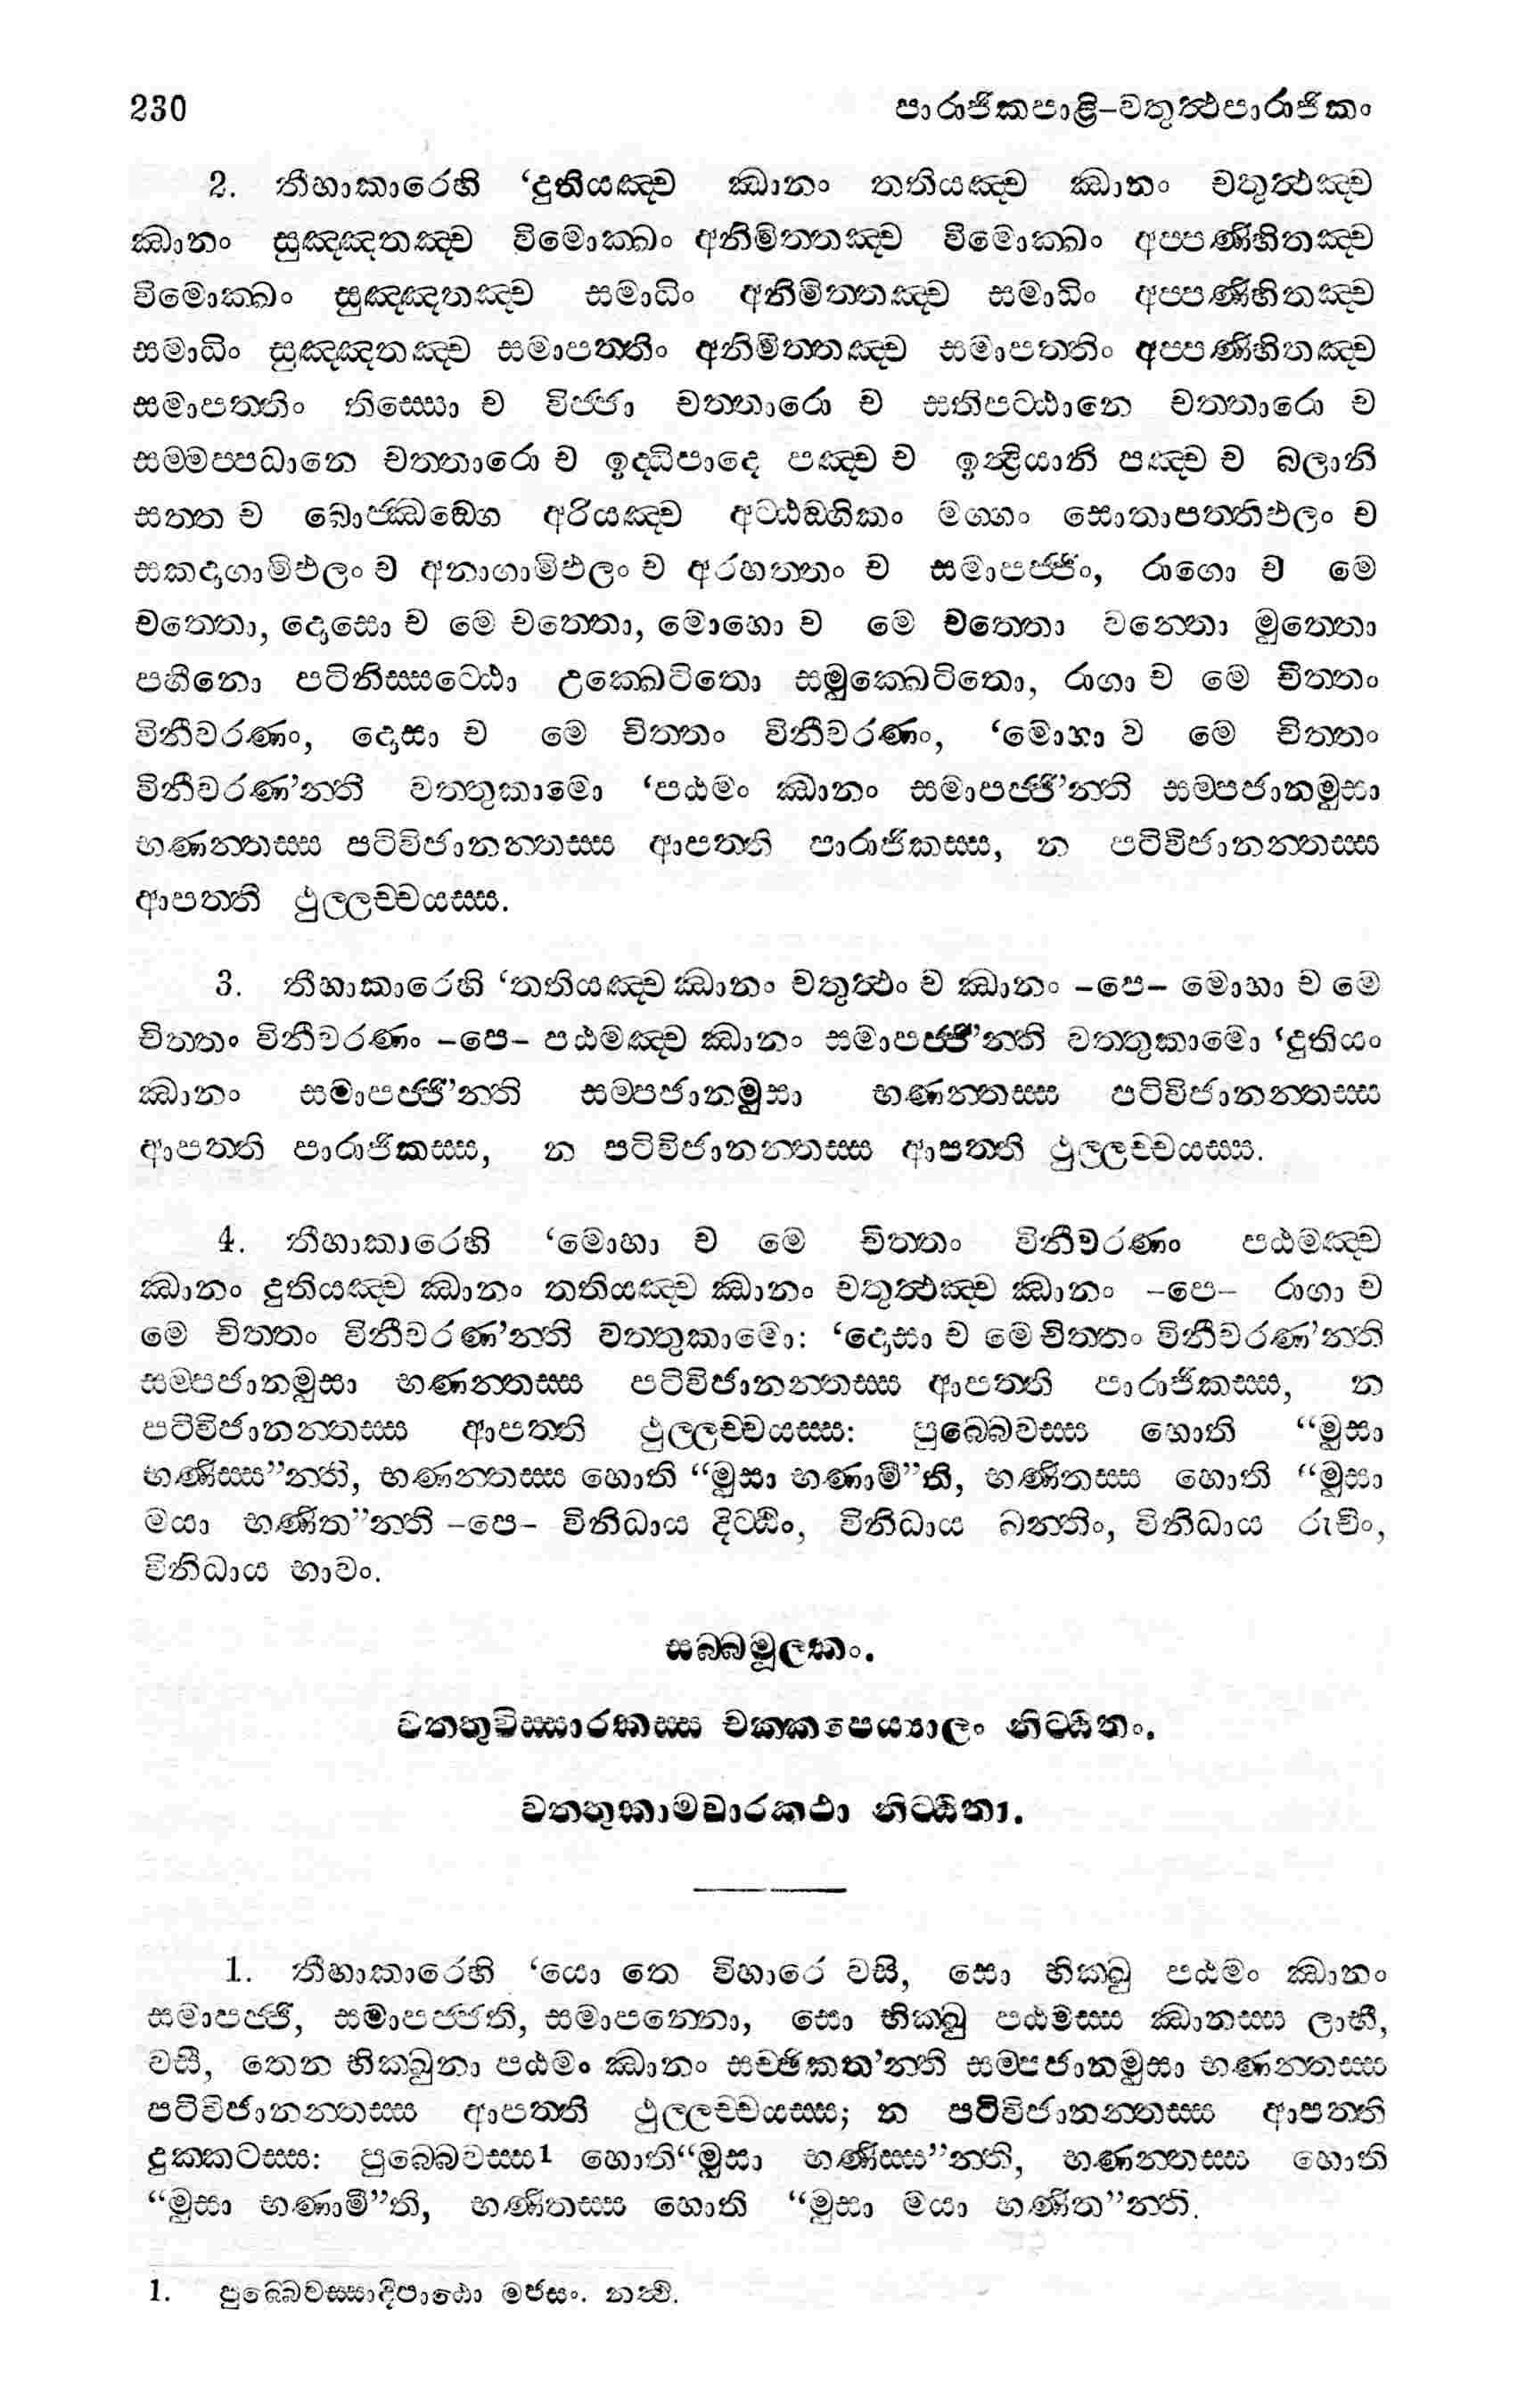 230 පාරාජිකපාළි-චතුත්‍ථපාරාජිකං
2. තීහාකාරෙහි ‘දුතියඤ්ච ඣානං තතියඤ්ච ඣානං චතුත්‍ථඤ්ච
ඣානං සුඤ්ඤතඤ්ච විමොක්ඛං අනිමිත්තඤ්ච විමොක්ඛං අප්පණිහිතඤ්ච
විමොක්ඛං සුඤ්ඤතඤ්ච සමාධිං අනිමිත්තඤ්ච සමාධිං අප්පණිහිතඤ්ච
සමාධිං සුඤ්ඤතඤ්ච සමාපත්තිං අනිමිත්තඤ්ච සමාපත්තිං අප්පණිහිතඤ්ච
සමාපත්තිං තිස්සො ච විජ්ජා චත්තාරො ච සතිපට්ඨානෙ චත්තාරො ච
සම්මප්පධානෙ චත්තාරො ච ඉද්ධිපාදෙ පඤ්ච ච ඉන්‍ද්‍රියානි පඤ්ච ච බලානි
සත්ත ච බොජ්ඣඞ්ගෙ අරියඤ්ච අට්ඨඞ්ගිකං මග්ගං සොතාපත්තිඵලං ච
සකදාගාමිඵලං ච අනාගාමිඵලං ච අරහත්තං ච සමාපජ්ජිං, රාගො ච මෙ
චත්තො, දොසො ච මෙ චත්තො, මොහො ච මෙ චත්තො වන්තො මුත්තො
පහීනො පටිනිස්සට්ඨො උක්ඛෙටිතො සමුක්ඛෙටිතො, රාගා ච මෙ චිත්තං
විනීවරණං, දොසා ච මෙ චිත්තං විනීවරණං, ‘මොහා ච මෙ චිත්තං
විනීවරණ’න්ති වත්තුකාමො ‘පඨමං ඣානං සමාපජ්ජි’න්ති සම්පජානමුසා
භණන්තස්ස පටිවිජානන්තස්ස ආපත්ති පාරාජිකස්ස, න පටිවිජානන්තස්ස
ආපත්ති ථුල්ලච්චයස්ස.
3. තීහාකාරෙහි ‘තතියඤ්ච ඣානං චතුත්‍ථං ච ඣානං -පෙ- මොහා ච මෙ
චිත්තං විනීවරණං -පෙ- පඨමඤ්ච ඣානං සමාපජ්ජි’න්ති වත්තුකාමො ‘දුතියං
ඣානං සමාපජ්ජි’න්ති සම්පජානමුසා භණන්තස්ස පටිවිජානන්තස්ස
ආපත්ති පාරාජිකස්ස, න පටිවිජානන්තස්ස ආපත්ති ථුල්ලච්චයස්ස.
4. තීහාකාරෙහි ‘මොහා ච මෙ චිත්තං විනීවරණං පඨමඤ්ච
ඣානං දුතියඤ්ච ඣානං තතියඤ්ච ඣානං චතුත්‍ථඤ්ච ඣානං -පෙ- රාගා ච
මෙ චිත්තං විනීවරණ’න්ති වත්තුකාමො: ‘දොසා ච මෙ චිත්තං විනීවරණ’න්ති
සම්පජානමුසා භණන්තස්ස පටිවිජානන්තස්ස ආපත්ති පාරාජිකස්ස, න
පටිවිජානන්තස්ස ආපත්ති ථුල්ලච්චයස්ස: පුබ්බෙවස්ස හොති “මුසා
භණිස්ස”න්ති, භණන්තස්ස හොති “මුසා භණාමී”ති, භණිතස්ස හොති “මුසා
මයා භණිත”න්ති -පෙ- විනිධාය දිට්ඨිං, විනිධාය ඛන්තිං, විනිධාය රුචිං,
විනිධාය භාවං.
සබ්බමූලකං.
වත්තුවිස්සාරකස්ස චක්කපෙය්‍යාලං නිට්ඨිතං.
වත්තුකාමවාරකථා නිට්ඨිතා.
1. තීහාකාරෙහි ‘යො තෙ විහාරෙ වසි, සො භික්ඛු පඨමං ඣානං
සමාපජ්ජි, සමාපජ්ජති, සමාපන්නො, සො භික්ඛු පඨමස්ස ඣානස්ස ලාභී,
වසී, තෙන භික්ඛුනා පඨමං ඣානං සච්ඡිකත’න්ති සම්පජානමුසා භණන්තස්ස
පටිවිජානන්තස්ස ආපත්ති ථුල්ලච්චයස්ස; න පටිවිජානන්තස්ස ආපත්ති
දුක්කටස්ස: පුබ්බෙවස්ස1 හොති“මුසා භණිස්ස”න්ති, භණන්තස්ස හොති
“මුසා භණාමී”ති, භණිතස්ස හොති “මුසා මයා භණිත”න්ති.
1. පුබ්බෙවස්සාදිපාඨො මජසං. නත්‍ථි.